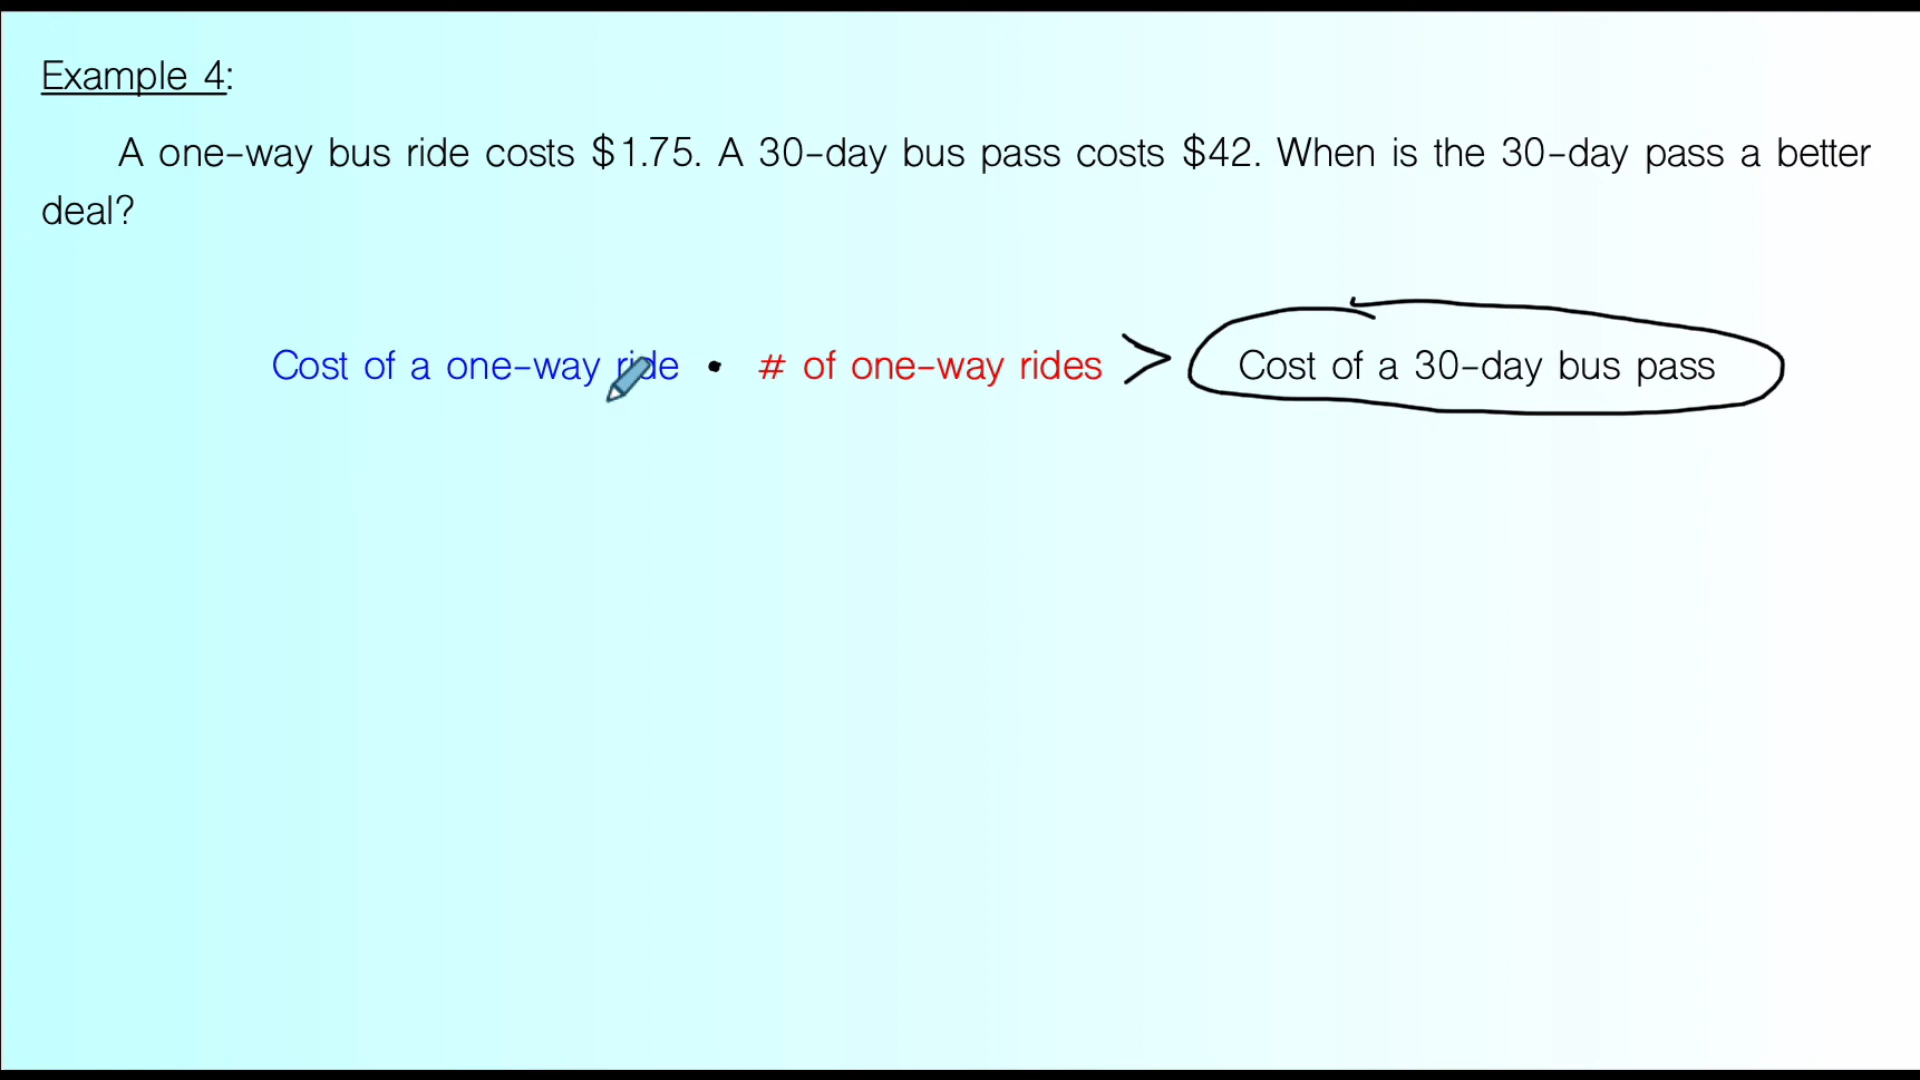 Example 4:
A one-way bus ride costs $1.75. A 30-day bus pass costs $42. When is the 30-day pass a better
deal?
Cost of a one-way ride • # of one-way rides > Cost of a 30-day bus pass